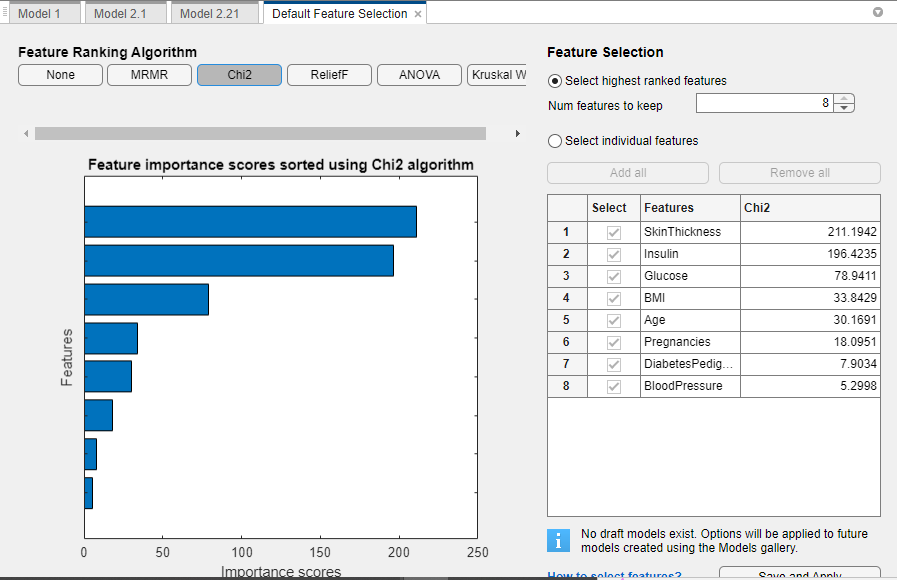 Model 1
Model 2.1
Model 2.21
Default Feature Selection ×
Feature Ranking Algorithm
None
MRMR
Chi2
ReliefF
ANOVA
Kruskal W
Feature importance scores sorted using Chi2 algorithm
Features
0 50 100 150 200 250
Importance scores
Feature Selection
Select highest ranked features
Num features to keep 8
Select individual features
Add all
Remove all
Select Features Chi2
1 SkinThickness 211.1942
2 Insulin 196.4235
3 Glucose 78.9411
4 BMI 33.8429
5 Age 30.1691
6 Pregnancies 18.0951
7 DiabetesPedig... 7.9034
8 BloodPressure 5.2998
No draft models exist. Options will be applied to future
models created using the Models gallery.
How to select features?
Save and Apply